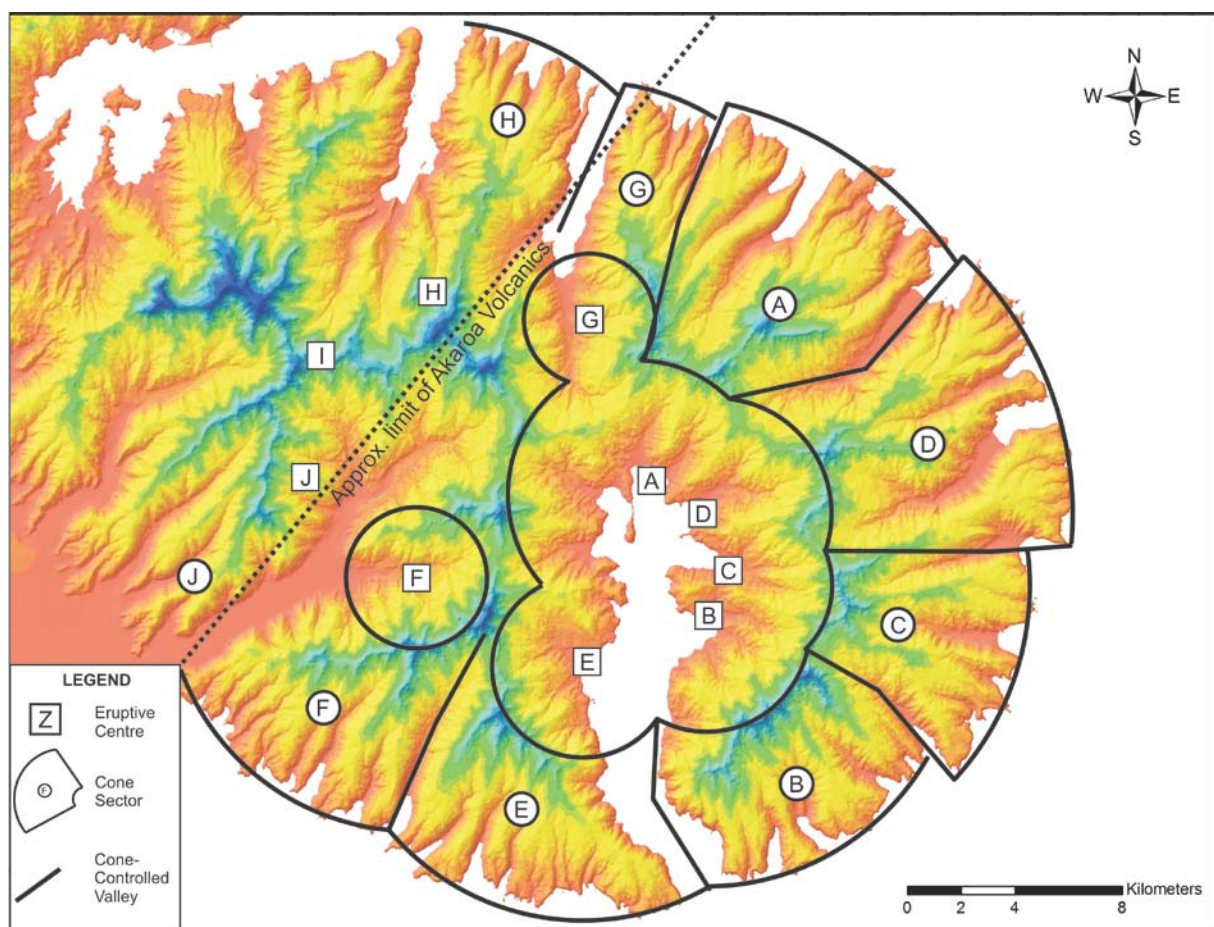 N
W E
S
H
G
A
H
G
Approx. limit of Akaroa Volcanics
I
D
J
A
D
J
F
C
B
C
E
F
B
E
LEGEND
Z Eruptive
Centre
F Cone
Sector
Cone-
Controlled
Valley
Kilometers
0 2 4 8